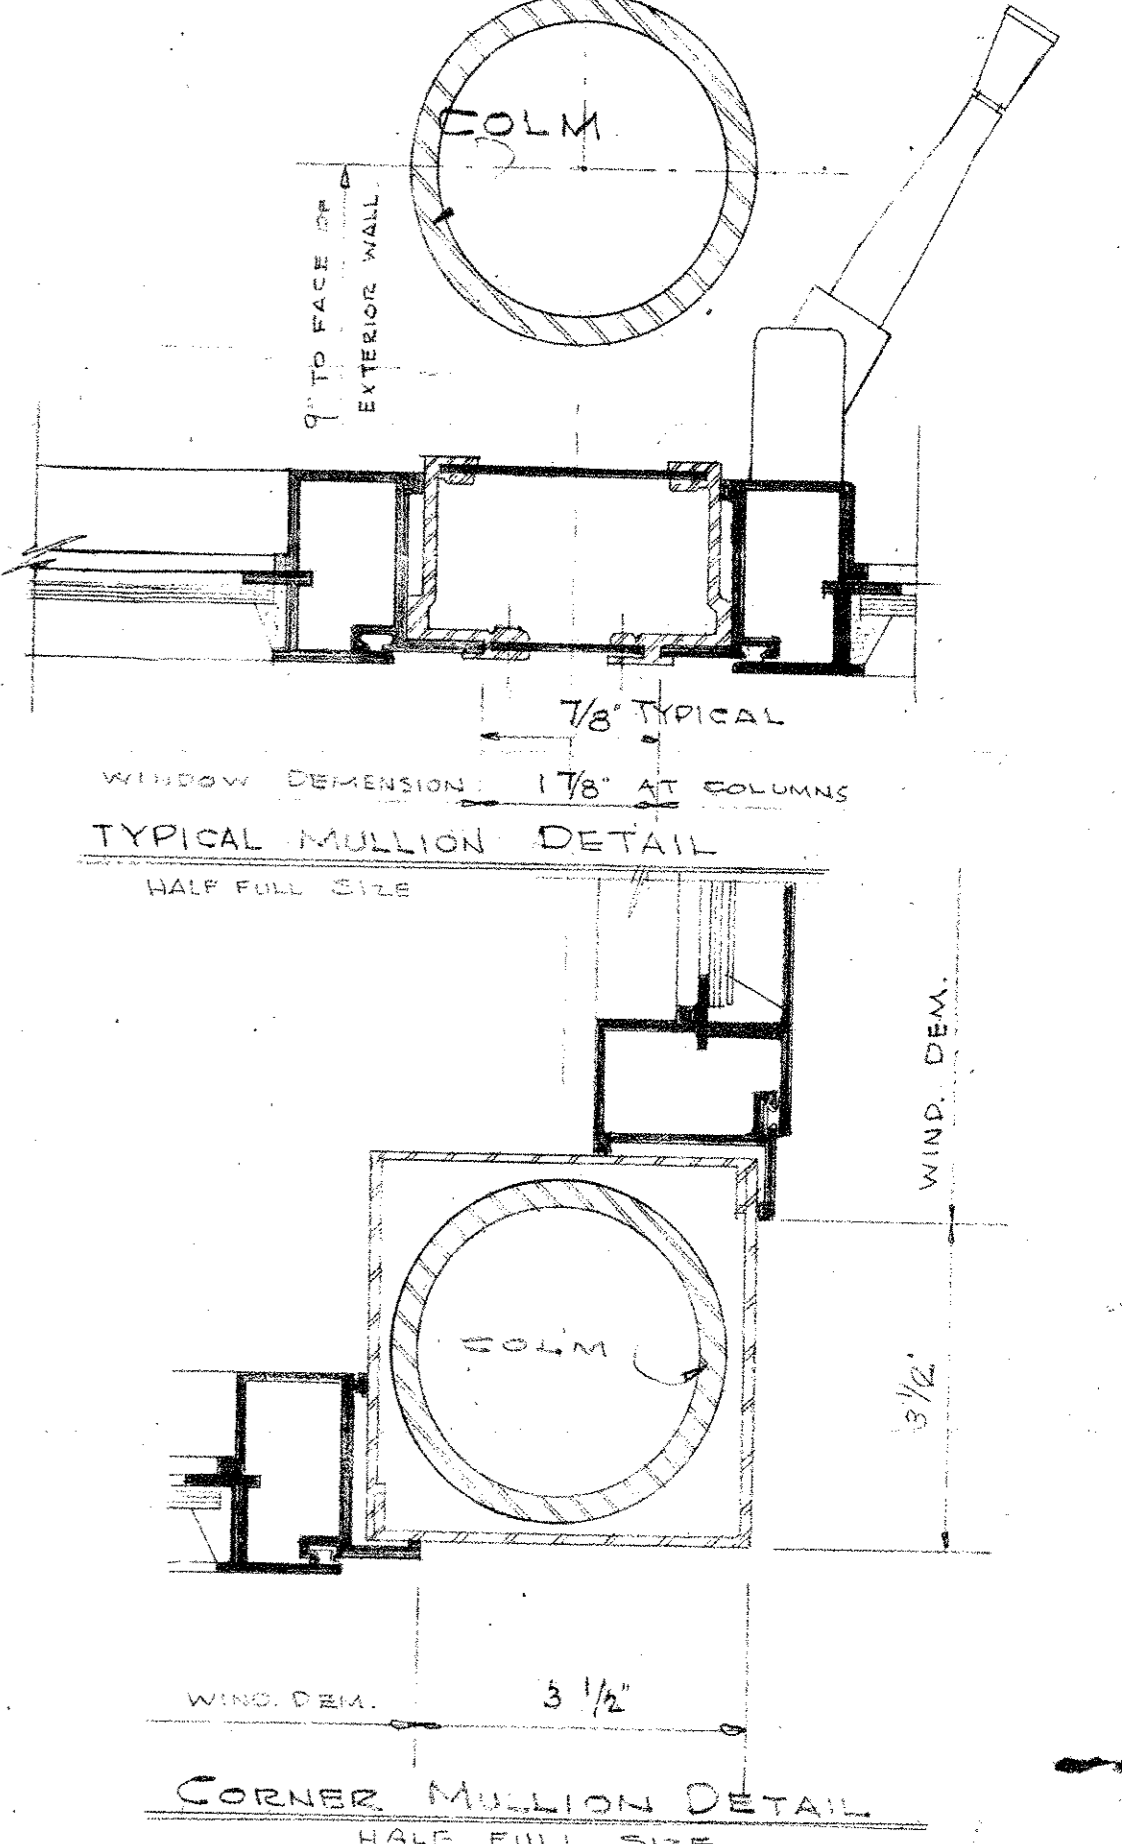 COLM
9" TO FACE OF
EXTERIOR WALL
7/8" TYPICAL
WINDOW DEMENSION: 1 7/8" AT COLUMNS
TYPICAL MULLION DETAIL
HALF FULL SIZE
WIND. DEM.
COL'M
3 1/2"
WIND. DEM. 3 1/2"
CORNER MULLION DETAIL
HALF FULL SIZE